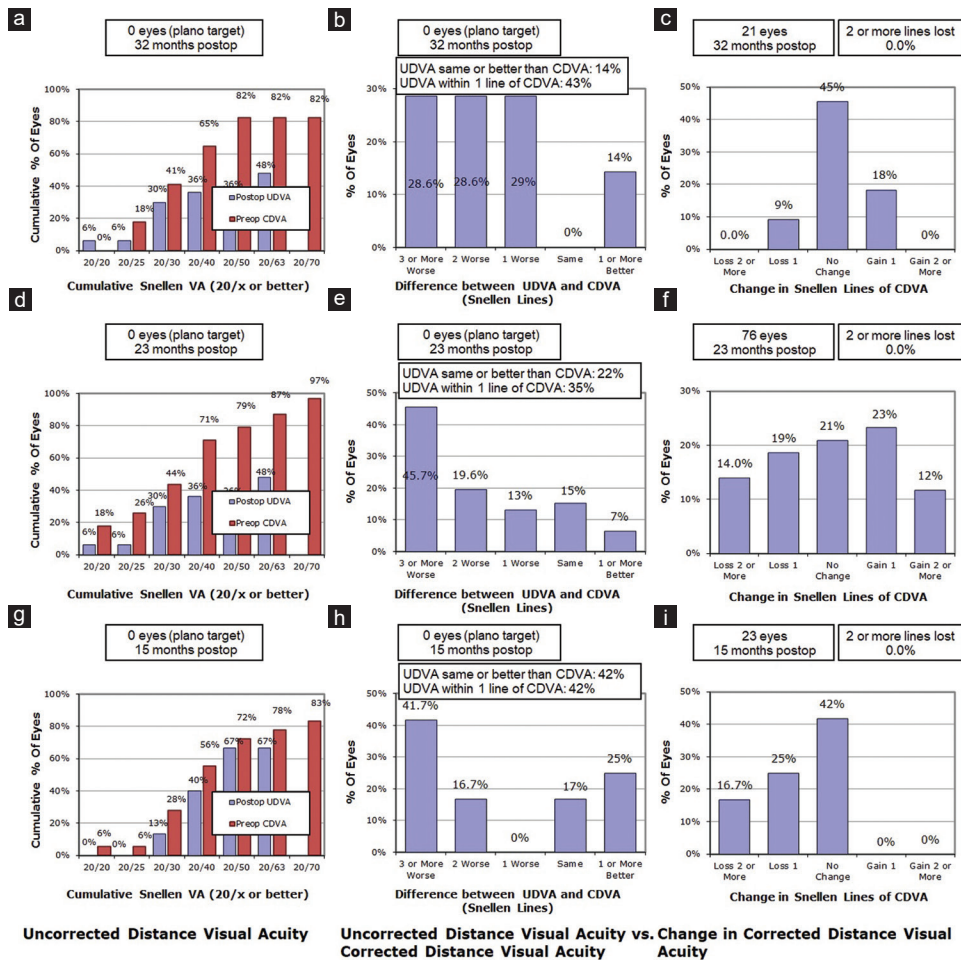 a
0 eyes (plano target)
32 months postop
Cumulative % Of Eyes
100%
80%
60%
40%
20%
0%
6%
0%
6%
18%
30%
41%
36%
65%
36%
82%
48%
82%
82%
Postop UDVA
Preop CDVA
20/20 20/25 20/30 20/40 20/50 20/63 20/70
Cumulative Snellen VA (20/x or better)
b
0 eyes (plano target)
32 months postop
UDVA same or better than CDVA: 14%
UDVA within 1 line of CDVA: 43%
% Of Eyes
30%
20%
10%
0%
28.6%
28.6%
29%
0%
14%
3 or More Worse
2 Worse
1 Worse
Same
1 or More Better
Difference between UDVA and CDVA
(Snellen Lines)
c
21 eyes
32 months postop
2 or more lines lost
0.0%
% Of Eyes
50%
40%
30%
20%
10%
0%
0.0%
9%
45%
18%
0%
Loss 2 or More
Loss 1
No Change
Gain 1
Gain 2 or More
Change in Snellen Lines of CDVA
d
0 eyes (plano target)
23 months postop
Cumulative % Of Eyes
100%
80%
60%
40%
20%
0%
6%
18%
6%
26%
30%
44%
36%
71%
79%
48%
87%
97%
Postop UDVA
Preop CDVA
20/20 20/25 20/30 20/40 20/50 20/63 20/70
Cumulative Snellen VA (20/x or better)
e
0 eyes (plano target)
23 months postop
UDVA same or better than CDVA: 22%
UDVA within 1 line of CDVA: 35%
% Of Eyes
50%
40%
30%
20%
10%
0%
45.7%
19.6%
13%
15%
7%
3 or More Worse
2 Worse
1 Worse
Same
1 or More Better
Difference between UDVA and CDVA
(Snellen Lines)
f
76 eyes
23 months postop
2 or more lines lost
0.0%
% Of Eyes
30%
20%
10%
0%
14.0%
19%
21%
23%
12%
Loss 2 or More
Loss 1
No Change
Gain 1
Gain 2 or More
Change in Snellen Lines of CDVA
g
0 eyes (plano target)
15 months postop
Cumulative % Of Eyes
100%
80%
60%
40%
20%
0%
0%
6%
0%
6%
13%
28%
40%
56%
67%
72%
67%
78%
83%
Postop UDVA
Preop CDVA
20/20 20/25 20/30 20/40 20/50 20/63 20/70
Cumulative Snellen VA (20/x or better)
h
0 eyes (plano target)
15 months postop
UDVA same or better than CDVA: 42%
UDVA within 1 line of CDVA: 42%
% Of Eyes
50%
40%
30%
20%
10%
0%
41.7%
16.7%
0%
17%
25%
3 or More Worse
2 Worse
1 Worse
Same
1 or More Better
Difference between UDVA and CDVA
(Snellen Lines)
i
23 eyes
15 months postop
2 or more lines lost
0.0%
% Of Eyes
50%
40%
30%
20%
10%
0%
16.7%
25%
42%
0%
0%
Loss 2 or More
Loss 1
No Change
Gain 1
Gain 2 or More
Change in Snellen Lines of CDVA
Uncorrected Distance Visual Acuity
Uncorrected Distance Visual Acuity vs.
Corrected Distance Visual Acuity
Change in Corrected Distance Visual
Acuity